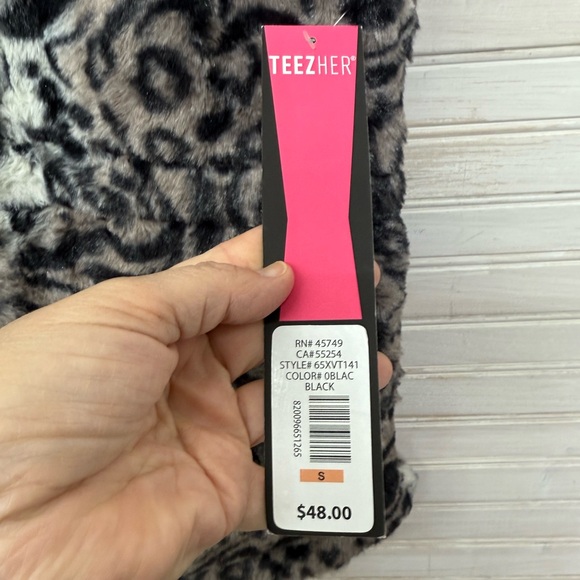 TEEZHER®
RN# 45749
CA#55254
STYLE# 65XVT141
COLOR# 0BLAC
BLACK
820096651265
S
$48.00